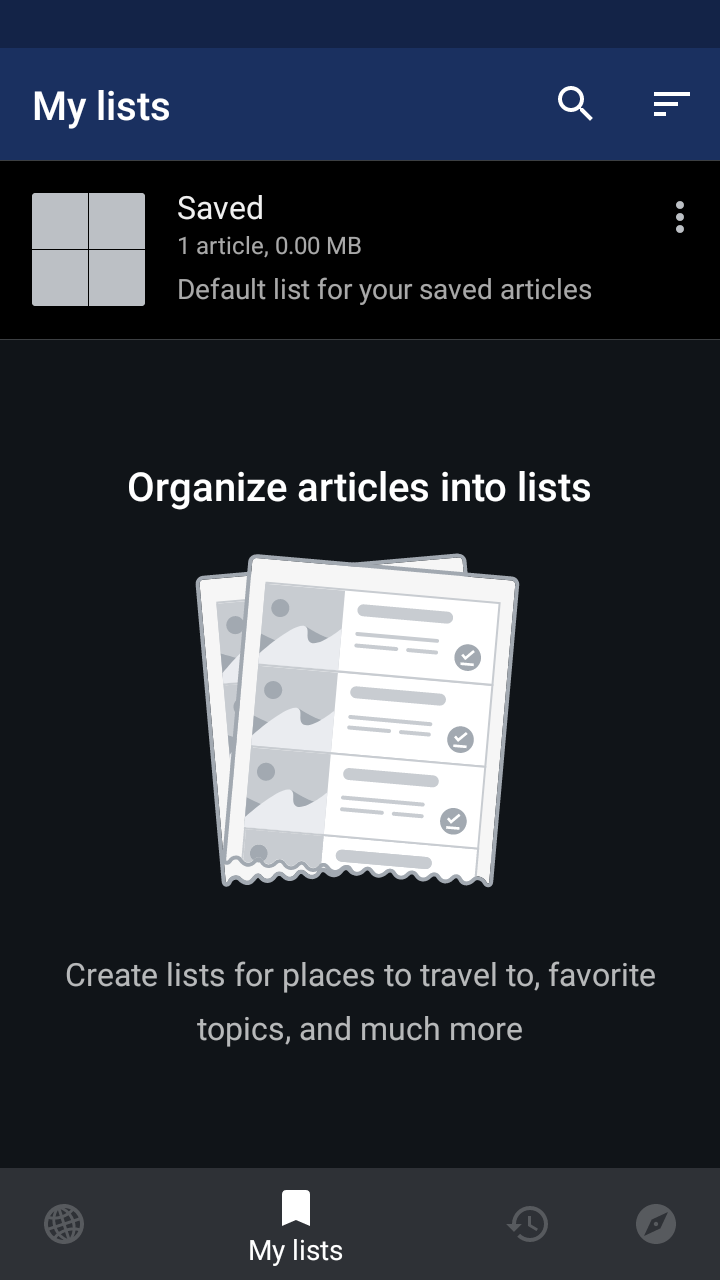 My lists
Saved
1 article, 0.00 MB
Default list for your saved articles
Organize articles into lists
Create lists for places to travel to, favorite
topics, and much more
My lists